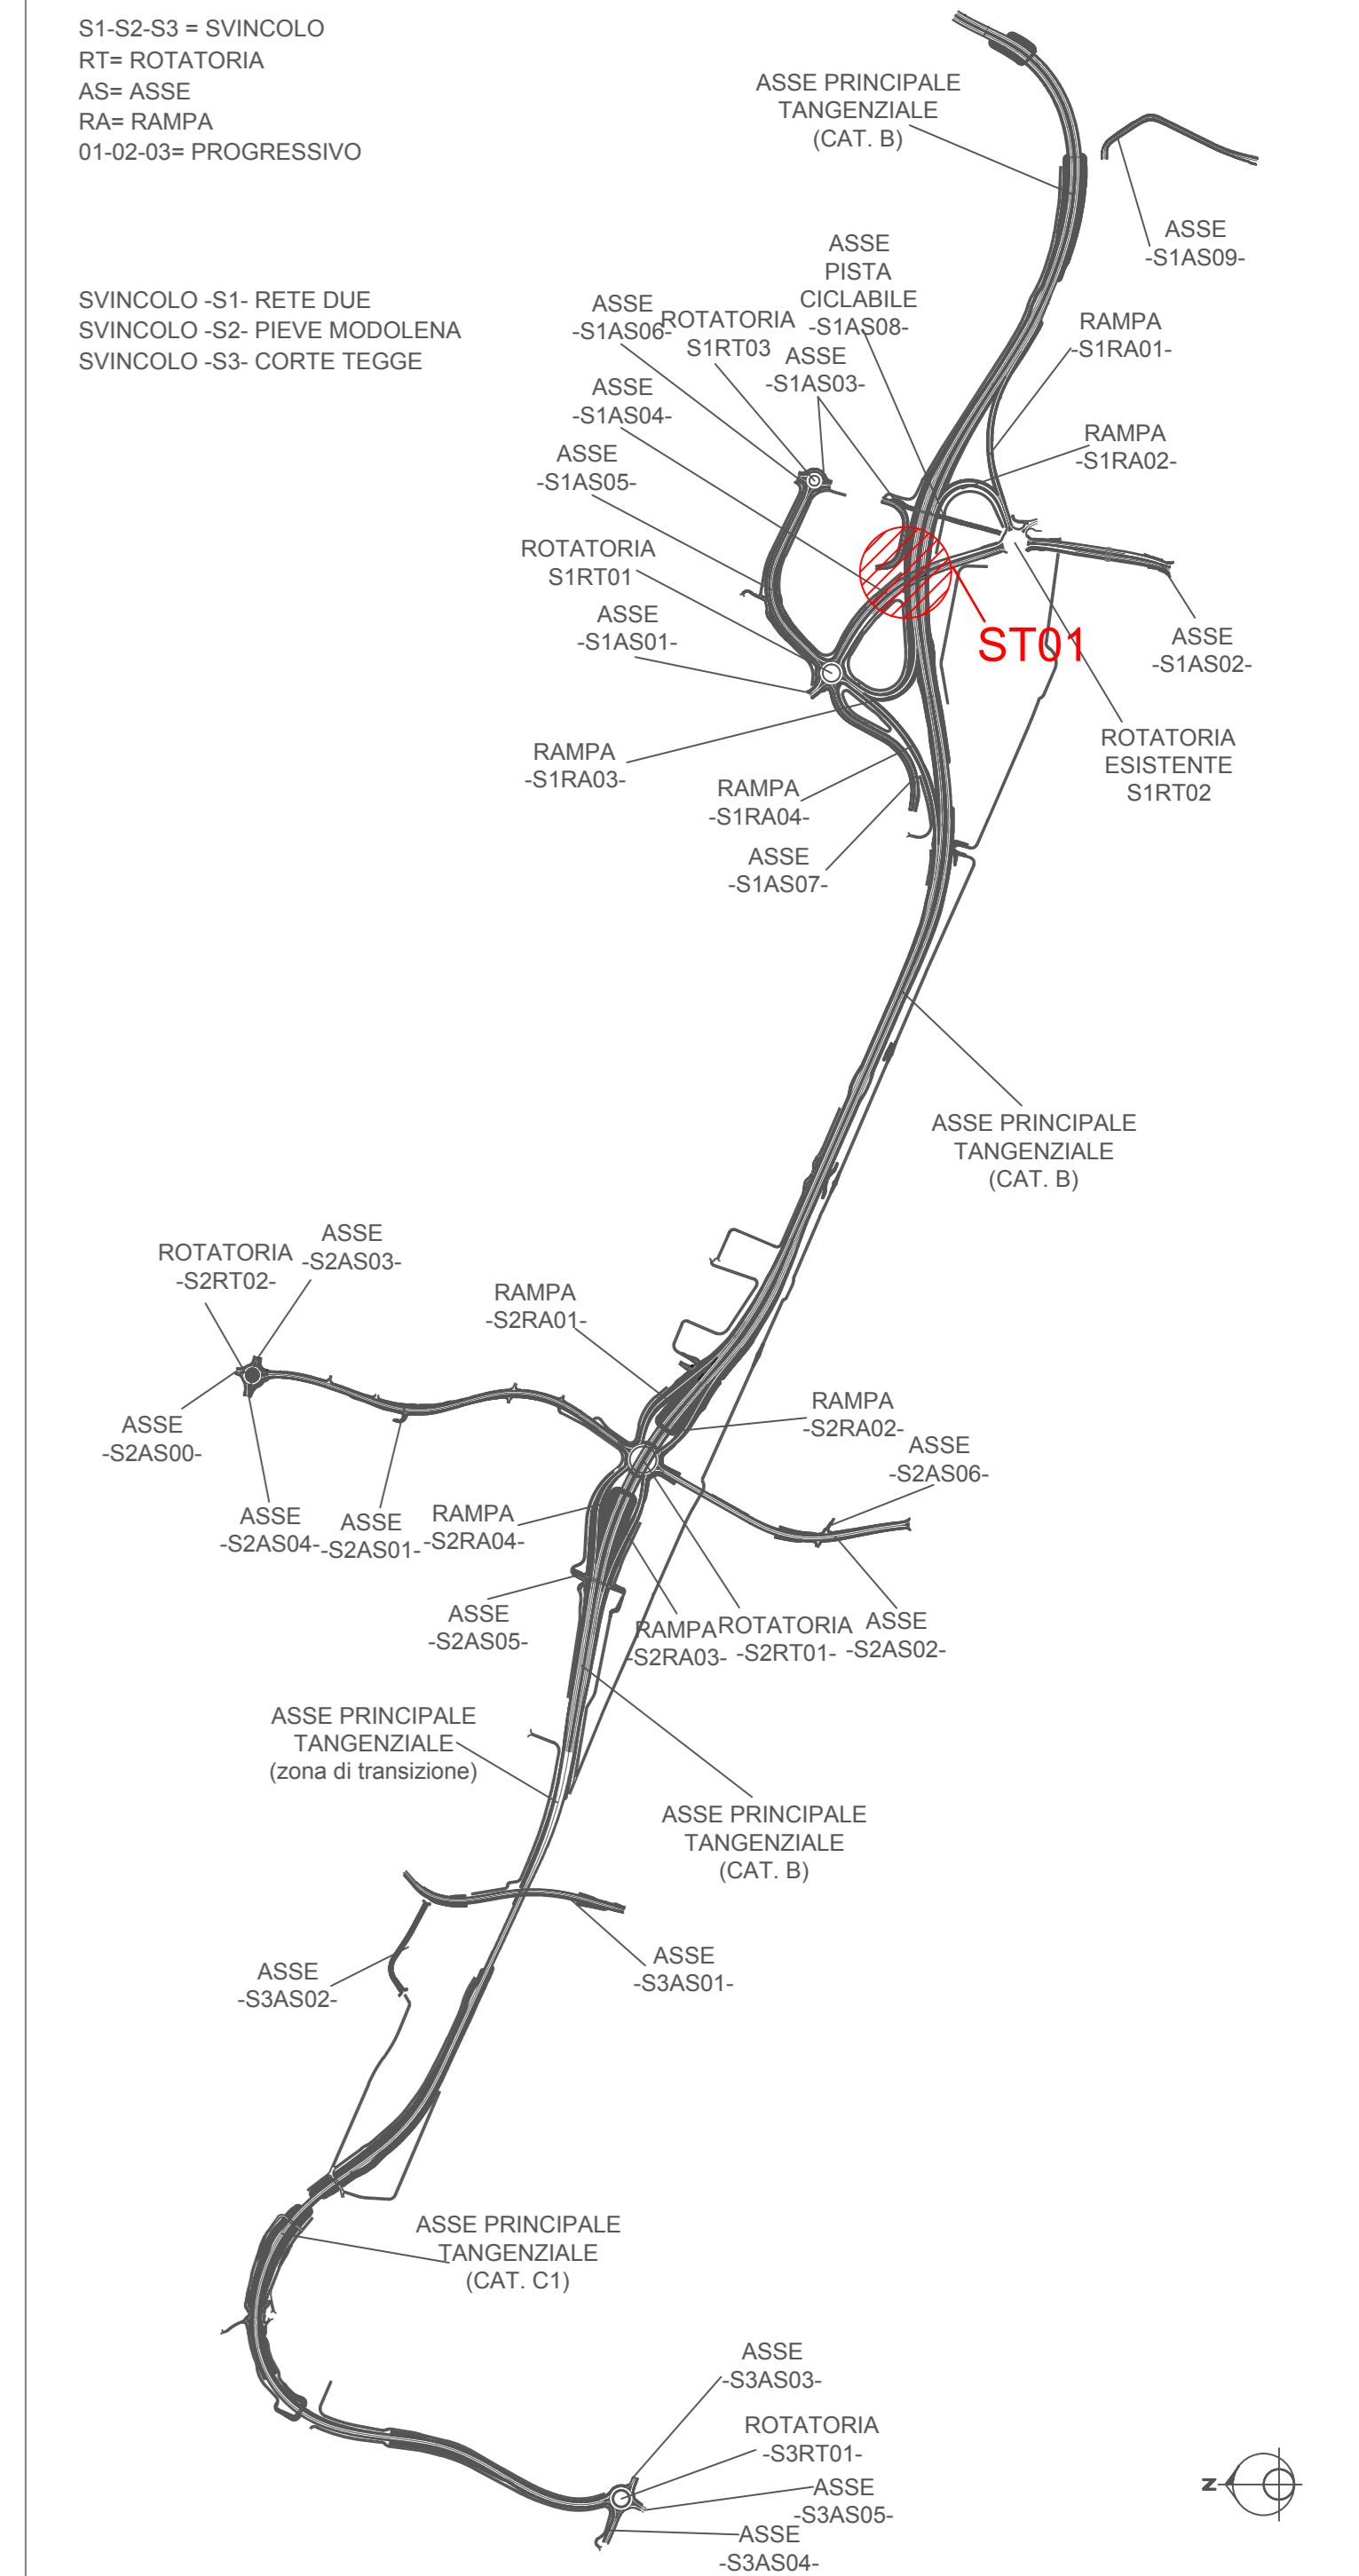 S1-S2-S3 = SVINCOLO
RT= ROTATORIA
AS= ASSE
RA= RAMPA
01-02-03= PROGRESSIVO
SVINCOLO -S1- RETE DUE
SVINCOLO -S2- PIEVE MODOLENA
SVINCOLO -S3- CORTE TEGGE
ASSE PRINCIPALE
TANGENZIALE
(CAT. B)
ASSE
-S1AS09-
ASSE
PISTA
CICLABILE
-S1AS08-
ASSE
-S1AS06-
ROTATORIA
S1RT03
ASSE
-S1AS03-
RAMPA
-S1RA01-
ASSE
-S1AS04-
RAMPA
-S1RA02-
ASSE
-S1AS05-
ROTATORIA
S1RT01
ASSE
-S1AS01-
ST01
ASSE
-S1AS02-
RAMPA
-S1RA03-
RAMPA
-S1RA04-
ROTATORIA
ESISTENTE
S1RT02
ASSE
-S1AS07-
ASSE PRINCIPALE
TANGENZIALE
(CAT. B)
ROTATORIA
-S2RT02-
ASSE
-S2AS03-
RAMPA
-S2RA01-
ASSE
-S2AS00-
RAMPA
-S2RA02-
ASSE
-S2AS06-
ASSE
-S2AS04-
ASSE
-S2AS01-
RAMPA
-S2RA04-
ASSE
-S2AS05-
RAMPA
-S2RA03-
ROTATORIA
-S2RT01-
ASSE
-S2AS02-
ASSE PRINCIPALE
TANGENZIALE
(zona di transizione)
ASSE PRINCIPALE
TANGENZIALE
(CAT. B)
ASSE
-S3AS02-
ASSE
-S3AS01-
ASSE PRINCIPALE
TANGENZIALE
(CAT. C1)
ASSE
-S3AS03-
ROTATORIA
-S3RT01-
ASSE
-S3AS05-
ASSE
-S3AS04-
N